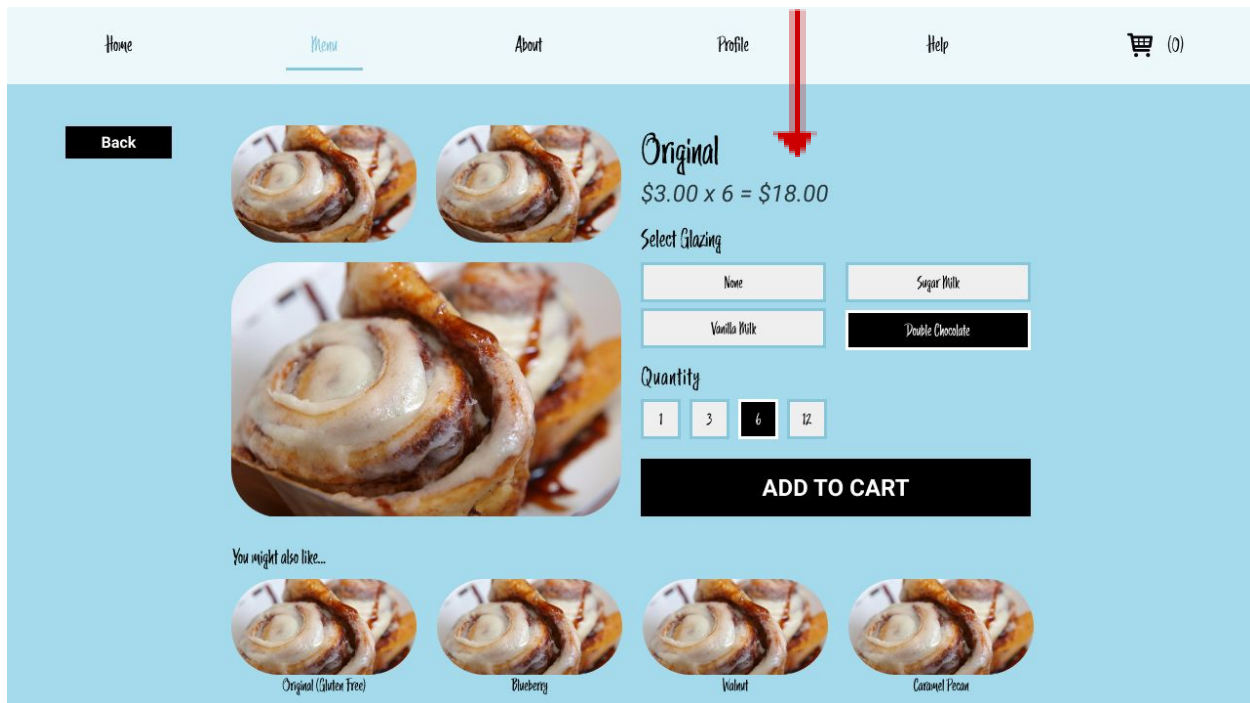 Home Menu About Profile Help (0)
Back
Original
$3.00 x 6 = $18.00
Select Glazing
None Sugar Milk
Vanilla Milk Double Chocolate
Quantity
1 3 6 12
ADD TO CART
You might also like...
Original (Gluten Free) Blueberry Walnut Caramel Pecan